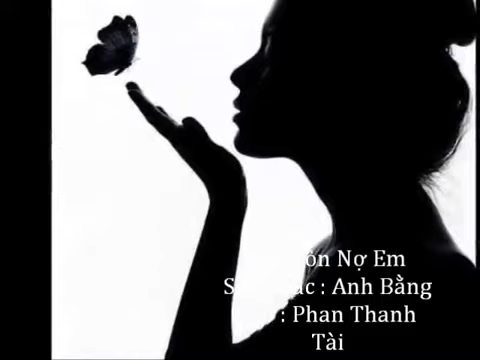 Nợ Em
: Anh Bằng
: Phan Thanh
Tài